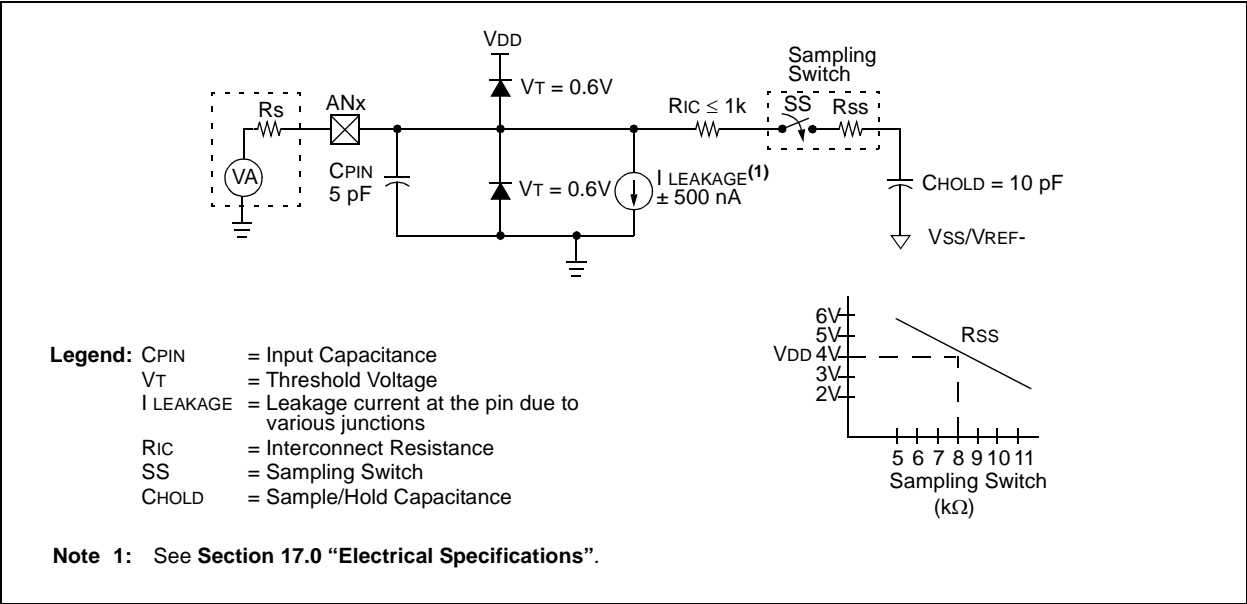 VDD
Sampling
Switch
VT = 0.6V
Rs
ANx
RIC ≤ 1k
SS
RSS
VA
CPIN
5 pF
VT = 0.6V
I LEAKAGE(1)
± 500 nA
CHOLD = 10 pF
VSS/VREF-
6V
5V
VDD 4V
3V
2V
RSS
5 6 7 8 9 10 11
Sampling Switch
(kΩ)
Legend: CPIN = Input Capacitance
VT = Threshold Voltage
I LEAKAGE = Leakage current at the pin due to
various junctions
RIC = Interconnect Resistance
SS = Sampling Switch
CHOLD = Sample/Hold Capacitance
Note 1: See Section 17.0 “Electrical Specifications”.